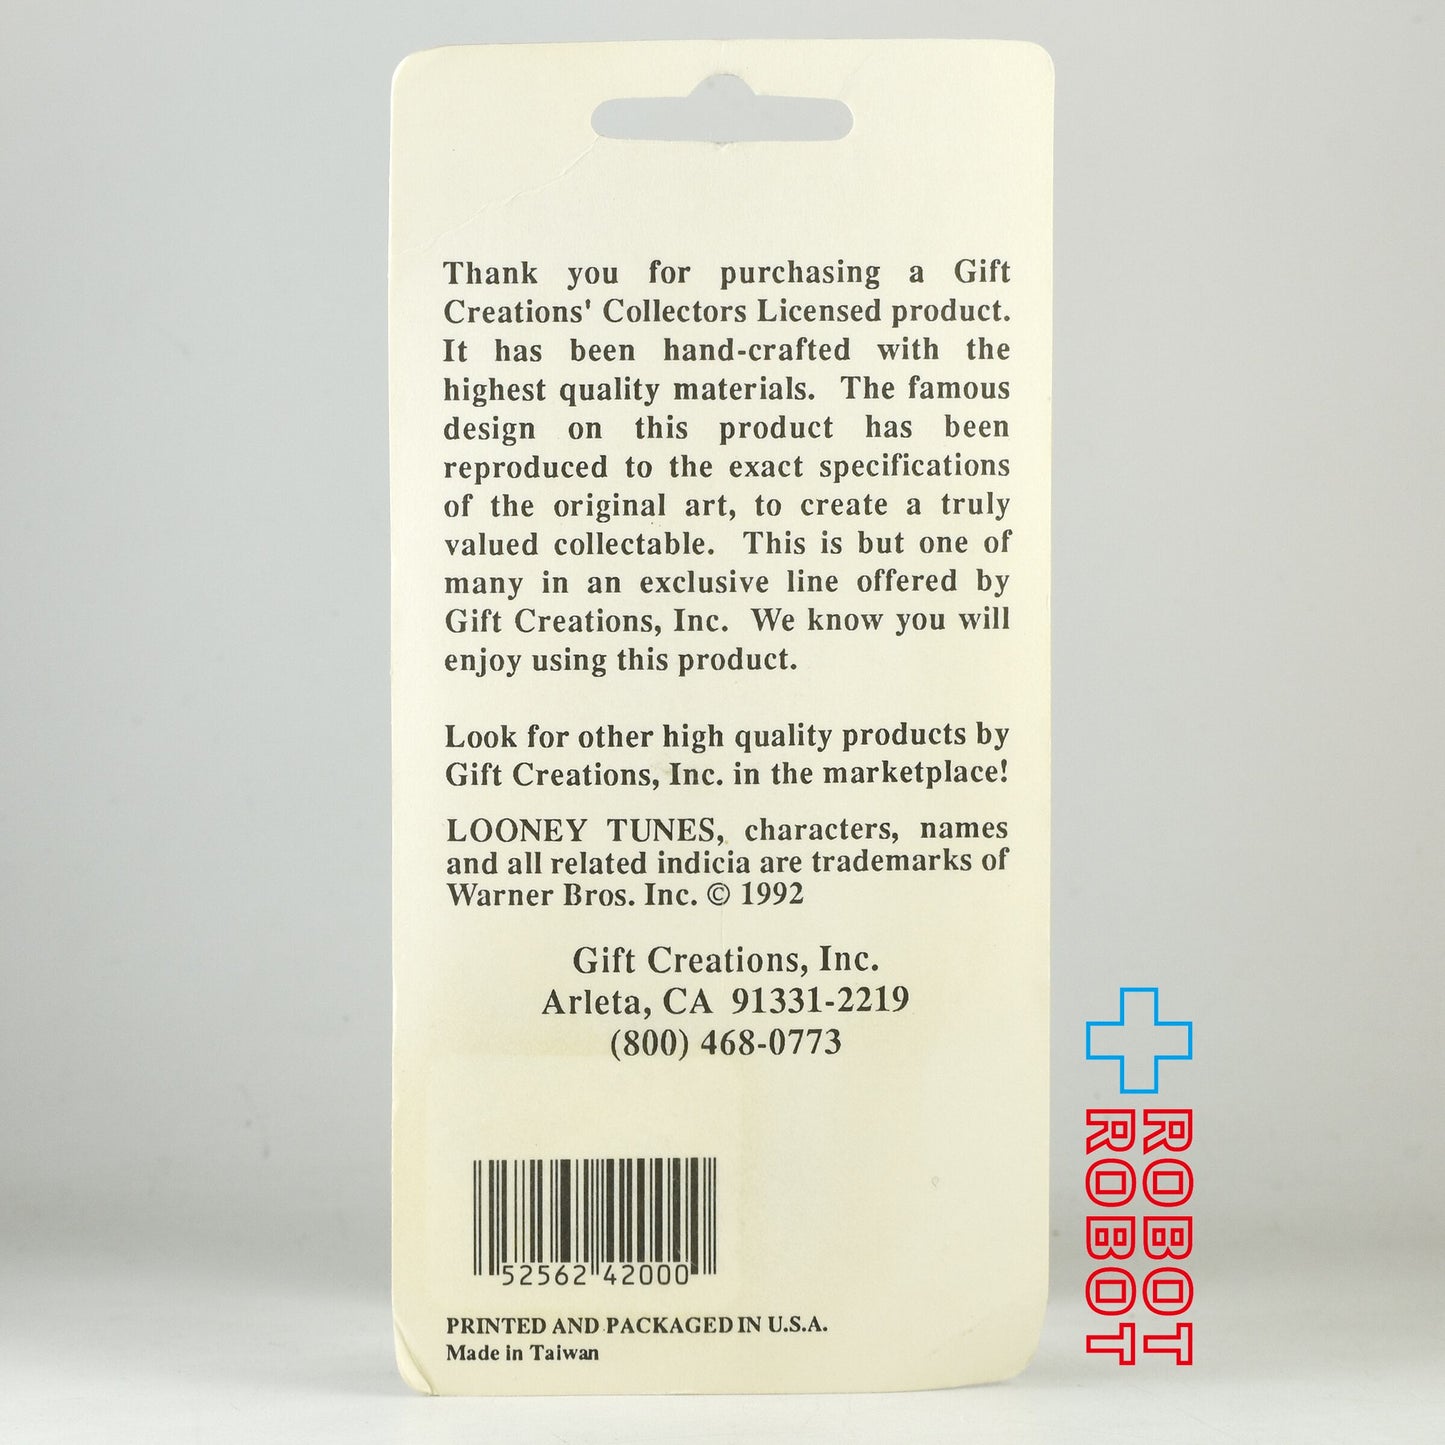 Thank you for purchasing a Gift
Creations' Collectors Licensed product.
It has been hand-crafted with the
highest quality materials. The famous
design on this product has been
reproduced to the exact specifications
of the original art, to create a truly
valued collectable. This is but one of
many in an exclusive line offered by
Gift Creations, Inc. We know you will
enjoy using this product.
Look for other high quality products by
Gift Creations, Inc. in the marketplace!
LOONEY TUNES, characters, names
and all related indicia are trademarks of
Warner Bros. Inc. © 1992
Gift Creations, Inc.
Arleta, CA 91331-2219
(800) 468-0773
52562 42000
PRINTED AND PACKAGED IN U.S.A.
Made in Taiwan
ROBOT
ROBOT